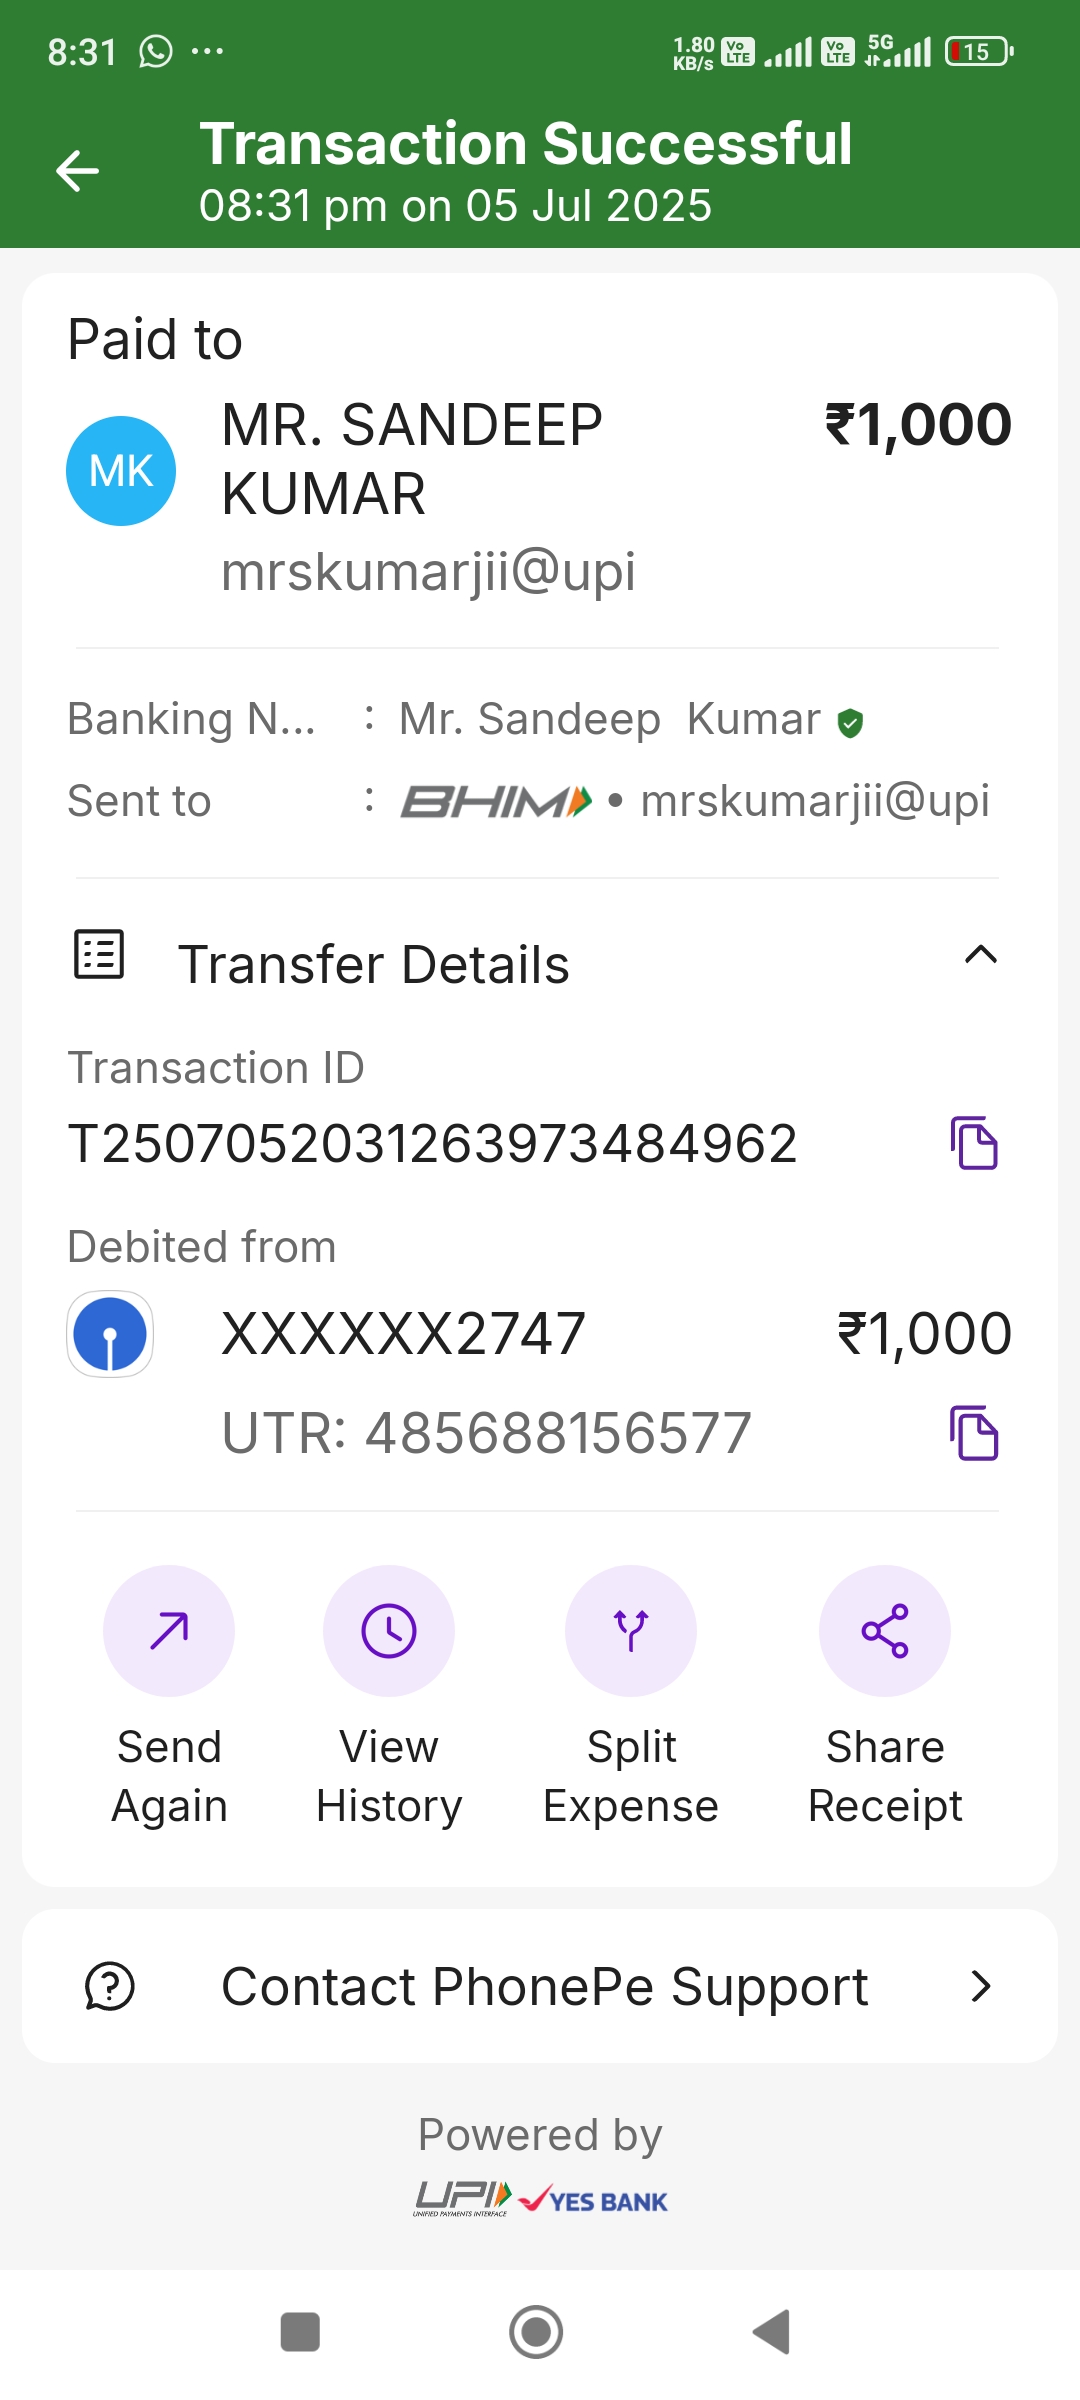 8:31 ... 1.80 KB/s Vo LTE Vo LTE 5G 15
Transaction Successful
08:31 pm on 05 Jul 2025
Paid to
MK
MR. SANDEEP KUMAR
₹1,000
mrskumarjii@upi
Banking N... : Mr. Sandeep Kumar
Sent to : BHIM • mrskumarjii@upi
Transfer Details
Transaction ID
T2507052031263973484962
Debited from
XXXXXX2747 ₹1,000
UTR: 485688156577
Send Again
View History
Split Expense
Share Receipt
Contact PhonePe Support
Powered by
UPI UNIFIED PAYMENTS INTERFACE YES BANK